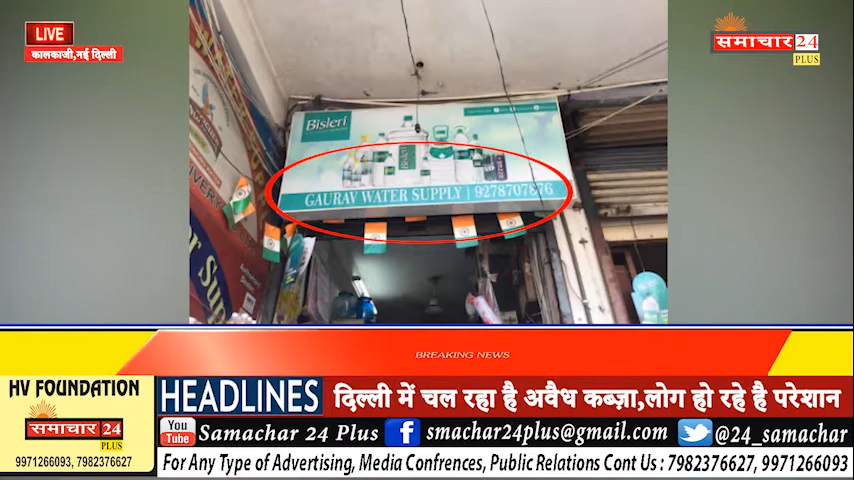 LIVE
कालकाजी,नई दिल्ली
समाचार 24
PLUS
Bisleri
Bisleri
GAURAV WATER SUPPLY | 9278707876
BREAKING NEWS
HV FOUNDATION
समाचार 24
PLUS
9971266093, 7982376627
HEADLINES
दिल्ली में चल रहा है अवैध कब्ज़ा,लोग हो रहे है परेशान
You Tube Samachar 24 Plus f smachar24plus@gmail.com @24_samachar
For Any Type of Advertising, Media Confrences, Public Relations Cont Us : 7982376627, 9971266093